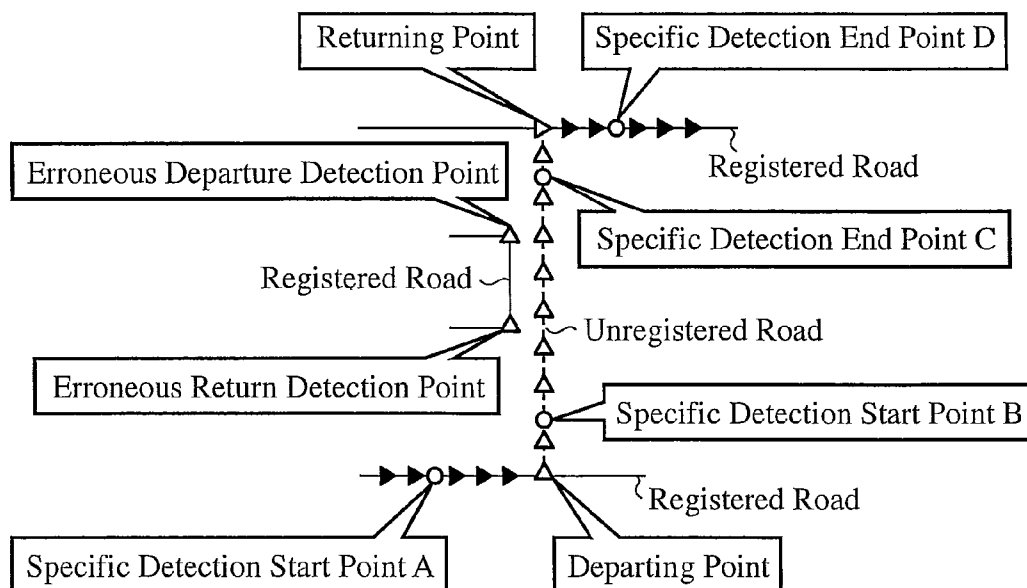 Returning Point
Specific Detection End Point D
Registered Road
Erroneous Departure Detection Point
Specific Detection End Point C
Registered Road
Unregistered Road
Erroneous Return Detection Point
Specific Detection Start Point B
Registered Road
Specific Detection Start Point A
Departing Point